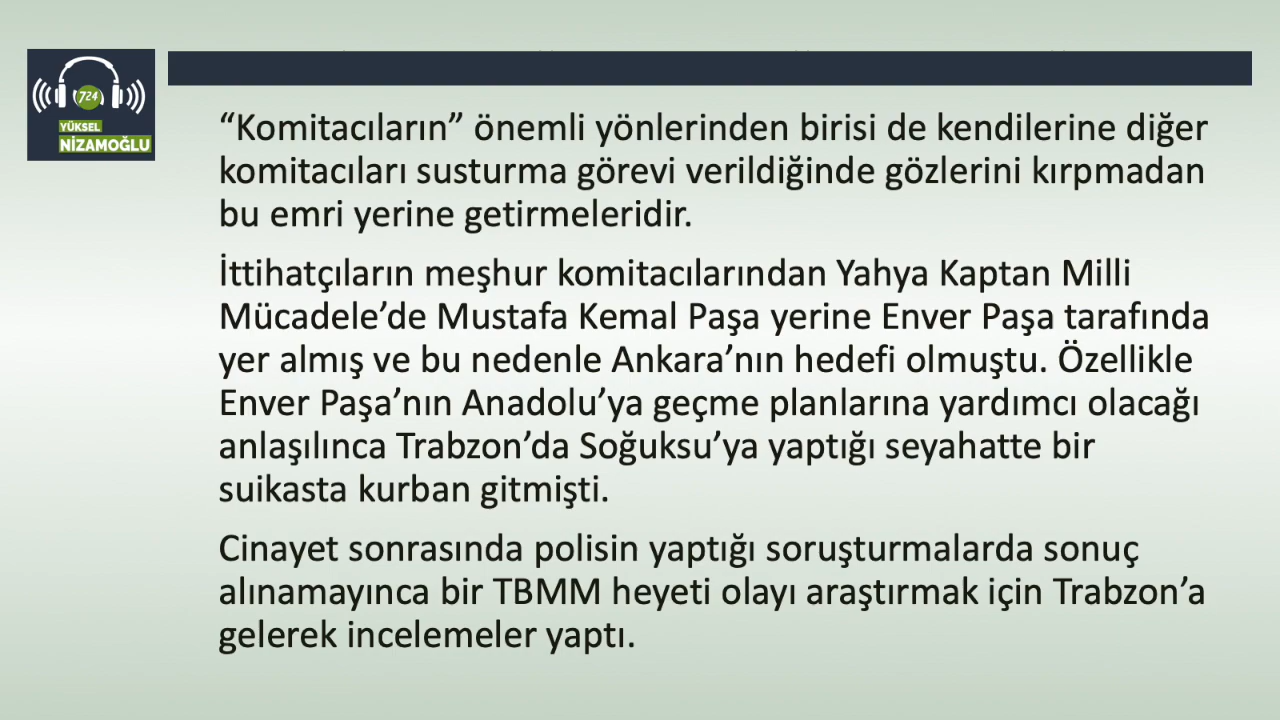 724
YÜKSEL
NİZAMOĞLU
“Komitacıların” önemli yönlerinden birisi de kendilerine diğer
komitacıları susturma görevi verildiğinde gözlerini kırpmadan
bu emri yerine getirmeleridir.
İttihatçıların meşhur komitacılarından Yahya Kaptan Milli
Mücadele’de Mustafa Kemal Paşa yerine Enver Paşa tarafında
yer almış ve bu nedenle Ankara’nın hedefi olmuştu. Özellikle
Enver Paşa’nın Anadolu’ya geçme planlarına yardımcı olacağı
anlaşılınca Trabzon’da Soğuksu’ya yaptığı seyahatte bir
suikasta kurban gitmişti.
Cinayet sonrasında polisin yaptığı soruşturmalarda sonuç
alınamayınca bir TBMM heyeti olayı araştırmak için Trabzon’a
gelerek incelemeler yaptı.